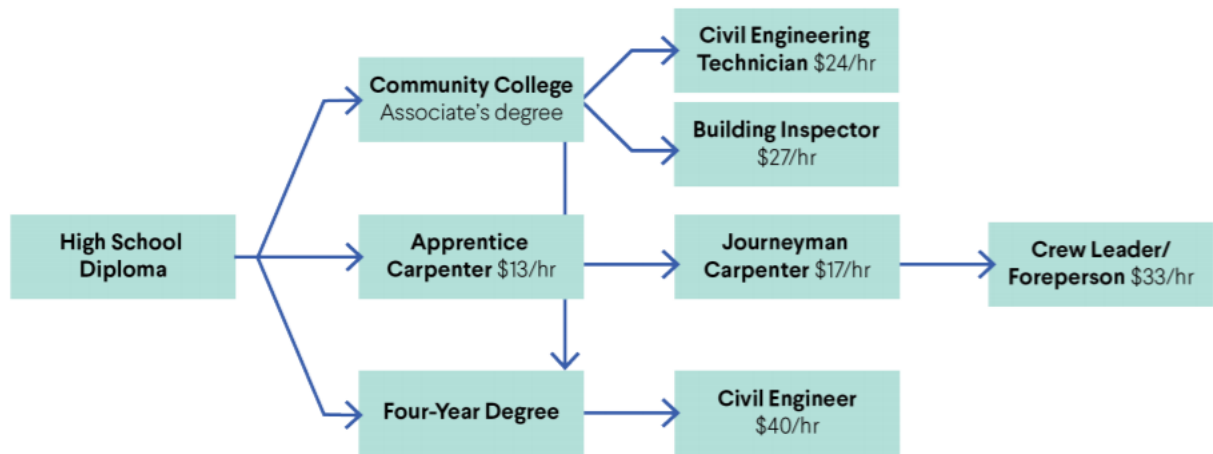 Civil Engineering
Technician $24/hr
Community College
Associate's degree
Building Inspector
$27/hr
High School
Diploma
Apprentice
Carpenter $13/hr
Journeyman
Carpenter $17/hr
Crew Leader/
Foreperson $33/hr
Four-Year Degree
Civil Engineer
$40/hr